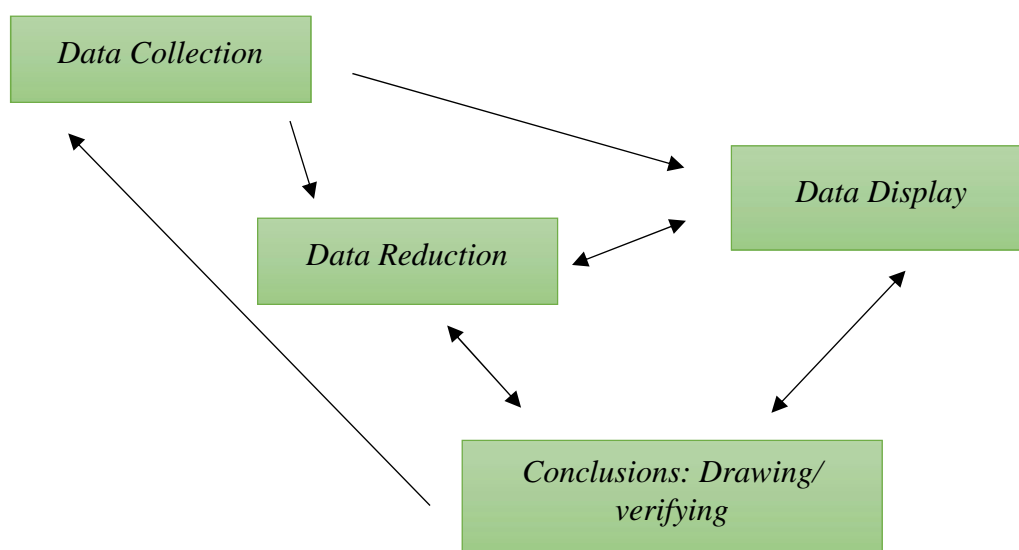 Data Collection
Data Display
Data Reduction
Conclusions: Drawing/
verifying